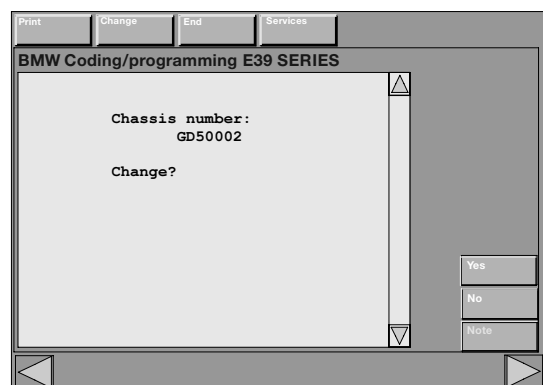 Print
Change
End
Services
BMW Coding/programming E39 SERIES
Chassis number:
GD50002
Change?
Yes
No
Note